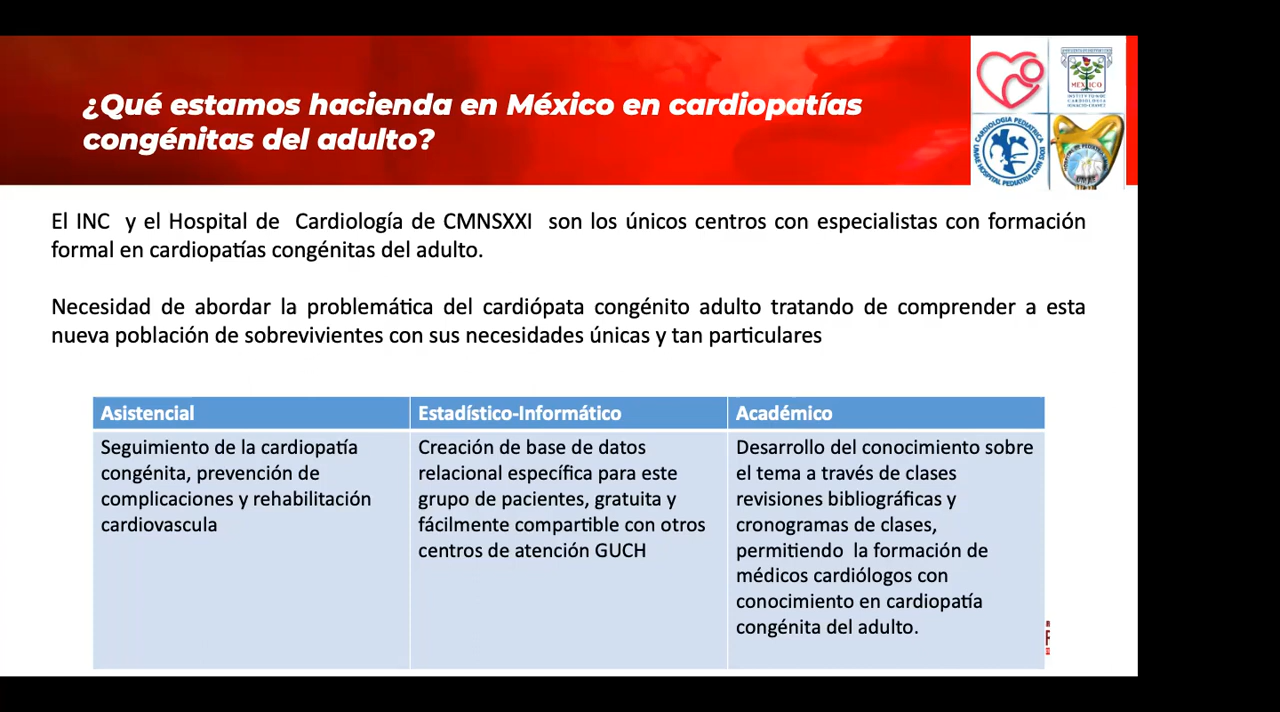 ¿Qué estamos hacienda en México en cardiopatías
congénitas del adulto?
MEXICO
CARDIOLOGIA PEDIATRICA
UMAE HOSPITAL PEDIATRIA CMN SXXI
El INC y el Hospital de Cardiología de CMNSXXI son los únicos centros con especialistas con formación
formal en cardiopatías congénitas del adulto.
Necesidad de abordar la problemática del cardiópata congénito adulto tratando de comprender a esta
nueva población de sobrevivientes con sus necesidades únicas y tan particulares
Asistencial
Seguimiento de la cardiopatía
congénita, prevención de
complicaciones y rehabilitación
cardiovascula
Estadístico-Informático
Creación de base de datos
relacional específica para este
grupo de pacientes, gratuita y
fácilmente compartible con otros
centros de atención GUCH
Académico
Desarrollo del conocimiento sobre
el tema a través de clases
revisiones bibliográficas y
cronogramas de clases,
permitiendo la formación de
médicos cardiólogos con
conocimiento en cardiopatía
congénita del adulto.